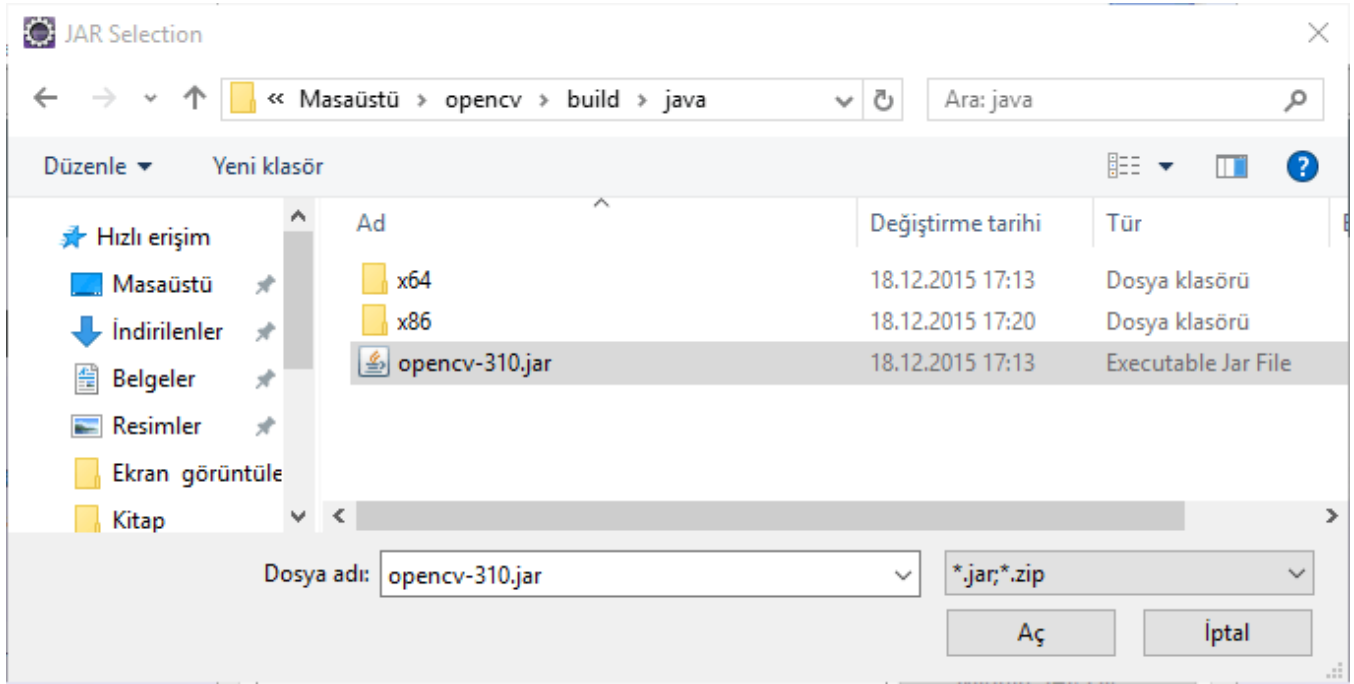 JAR Selection
« Masaüstü > opencv > build > java
Ara: java
Düzenle
Yeni klasör
?
Ad
Değiştirme tarihi
Tür
Hızlı erişim
Masaüstü
İndirilenler
Belgeler
Resimler
Ekran görüntüle
Kitap
x64 18.12.2015 17:13 Dosya klasörü
x86 18.12.2015 17:20 Dosya klasörü
opencv-310.jar 18.12.2015 17:13 Executable Jar File
Dosya adı: opencv-310.jar
*.jar;*.zip
Aç
İptal